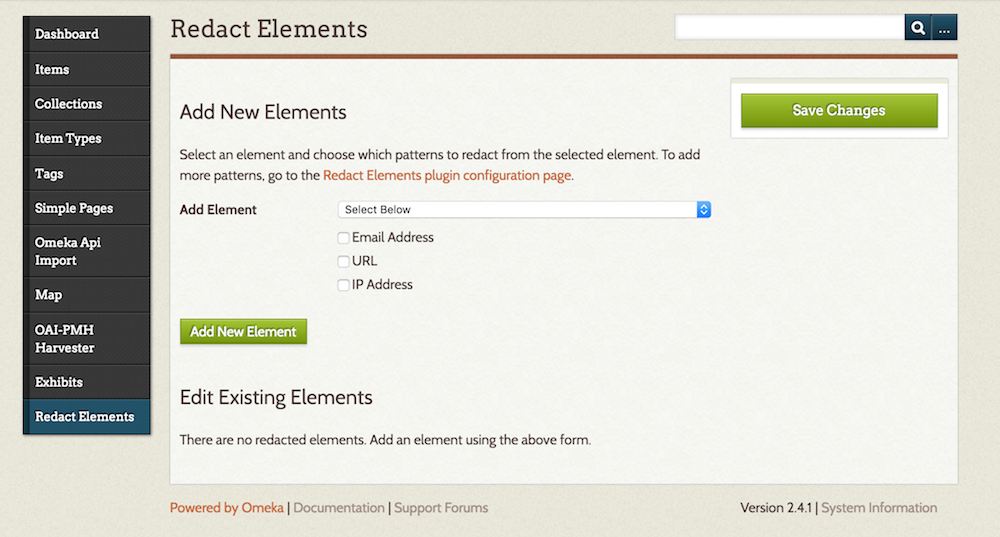 Dashboard
Items
Collections
Item Types
Tags
Simple Pages
Omeka Api
Import
Map
OAI-PMH
Harvester
Exhibits
Redact Elements
Redact Elements
...
Add New Elements
Save Changes
Select an element and choose which patterns to redact from the selected element. To add
more patterns, go to the Redact Elements plugin configuration page.
Add Element
Select Below
Email Address
URL
IP Address
Add New Element
Edit Existing Elements
There are no redacted elements. Add an element using the above form.
Powered by Omeka | Documentation | Support Forums
Version 2.4.1 | System Information